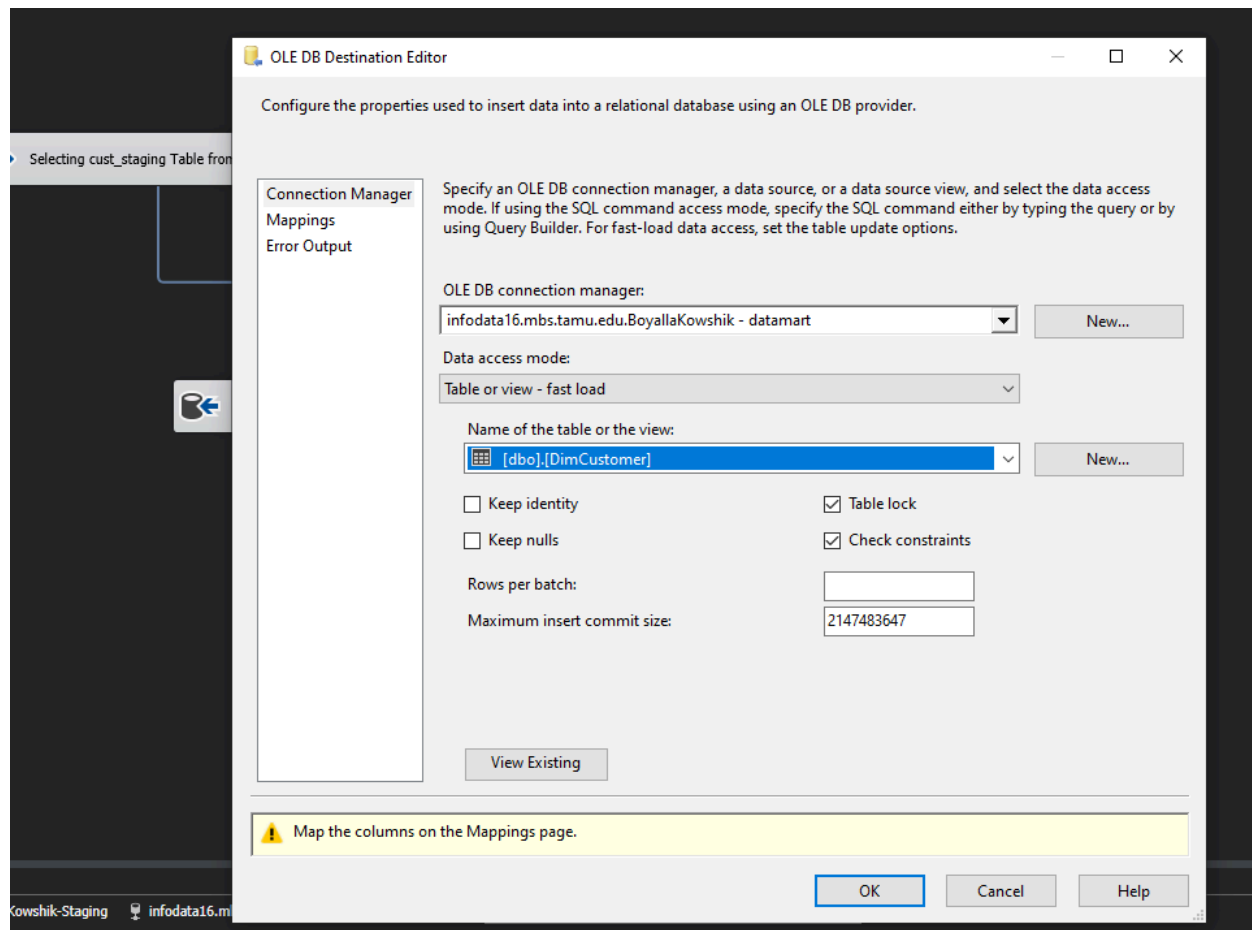 OLE DB Destination Editor
Configure the properties used to insert data into a relational database using an OLE DB provider.
Selecting cust_staging Table from
Connection Manager
Mappings
Error Output
Specify an OLE DB connection manager, a data source, or a data source view, and select the data access
mode. If using the SQL command access mode, specify the SQL command either by typing the query or by
using Query Builder. For fast-load data access, set the table update options.
OLE DB connection manager:
infodata16.mbs.tamu.edu.BoyallaKowshik - datamart
New...
Data access mode:
Table or view - fast load
Name of the table or the view:
[dbo].[DimCustomer]
New...
Keep identity
Table lock
Keep nulls
Check constraints
Rows per batch:
Maximum insert commit size:
2147483647
View Existing
Map the columns on the Mappings page.
OK
Cancel
Help
Kowshik-Staging
infodata16.m